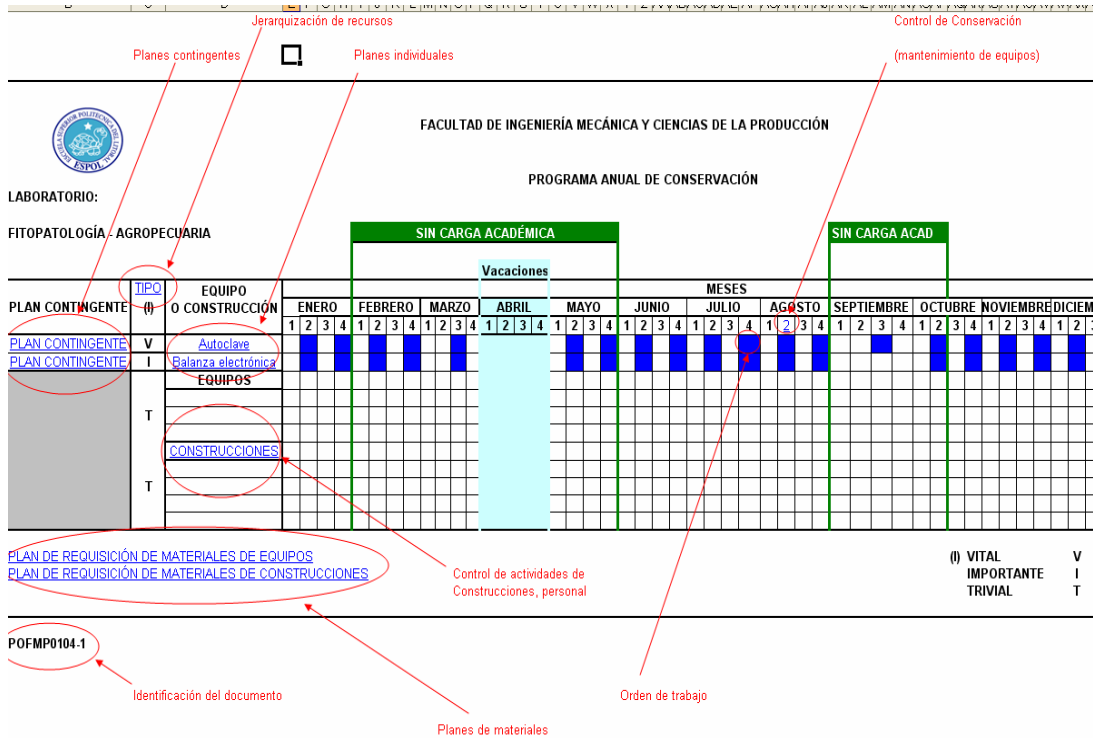 Jerarquización de recursos
Control de Conservación
Planes contingentes
Planes individuales
(mantenimiento de equipos)
ESCUELA SUPERIOR POLITECNICA DEL LITORAL
ESPOL
FACULTAD DE INGENIERÍA MECÁNICA Y CIENCIAS DE LA PRODUCCIÓN
PROGRAMA ANUAL DE CONSERVACIÓN
LABORATORIO:
FITOPATOLOGÍA - AGROPECUARIA
SIN CARGA ACADÉMICA
SIN CARGA ACAD
Vacaciones
PLAN CONTINGENTE
TIPO
(I)
EQUIPO
O CONSTRUCCIÓN
MESES
ENERO FEBRERO MARZO ABRIL MAYO JUNIO JULIO AGOSTO SEPTIEMBRE OCTUBRE NOVIEMBRE DICIEM
1 2 3 4 1 2 3 4 1 2 3 4 1 2 3 4 1 2 3 4 1 2 3 4 1 2 3 4 1 2 3 4 1 2 3 4 1 2 3 4 1 2 3 4 1 2 3
PLAN CONTINGENTE V Autoclave
PLAN CONTINGENTE I Balanza electrónica
EQUIPOS
T
CONSTRUCCIONES
T
PLAN DE REQUISICIÓN DE MATERIALES DE EQUIPOS
PLAN DE REQUISICIÓN DE MATERIALES DE CONSTRUCCIONES
(I) VITAL V
IMPORTANTE I
TRIVIAL T
Control de actividades de
Construcciones, personal
POFMP0104-1
Identificación del documento
Orden de trabajo
Planes de materiales